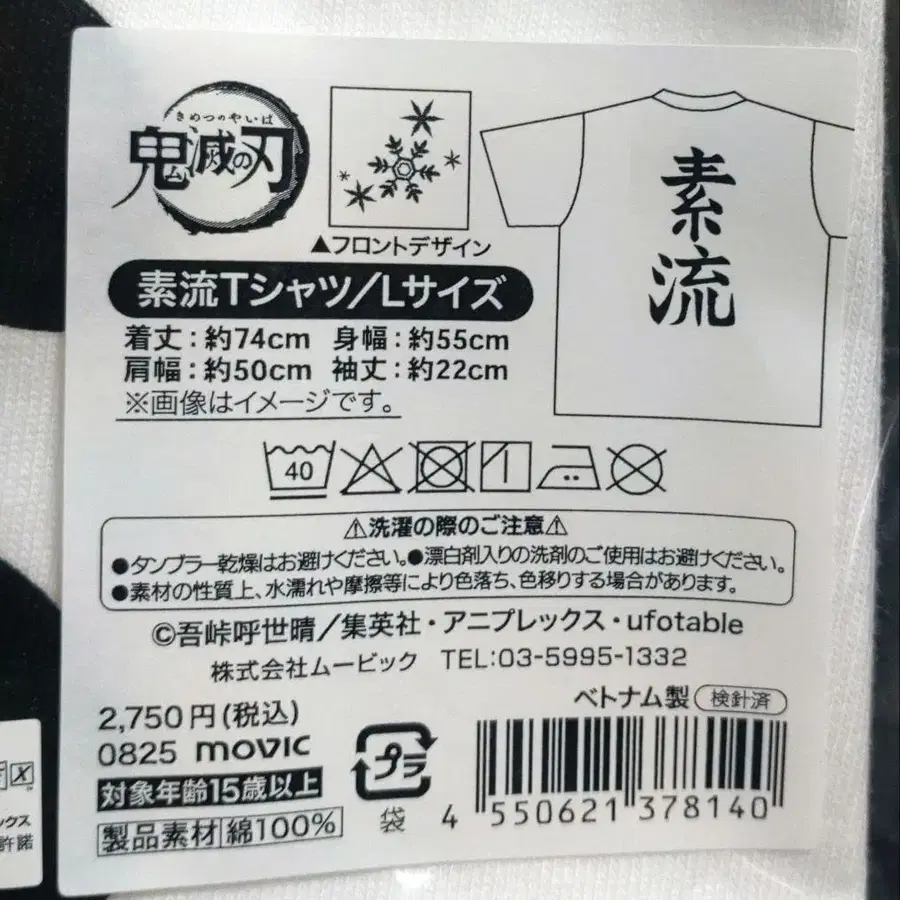 きめつのやいば
鬼滅の刃
▲フロントデザイン
素流
素流Tシャツ/Lサイズ
着丈:約74cm 身幅:約55cm
肩幅:約50cm 袖丈:約22cm
※画像はイメージです。
40
⚠洗濯の際のご注意⚠
●タンブラー乾燥はお避けください。●漂白剤入りの洗剤のご使用はお避けください。
●素材の性質上、水濡れや摩擦等により色落ち、色移りする場合があります。
©吾峠呼世晴/集英社・アニプレックス・ufotable
株式会社ムービック TEL:03-5995-1332
ベトナム製 検針済
2,750円(税込)
0825 movic
対象年齢15歳以上
製品素材 綿100%
プラ
袋
4 550621 378140
X
クス
許諾